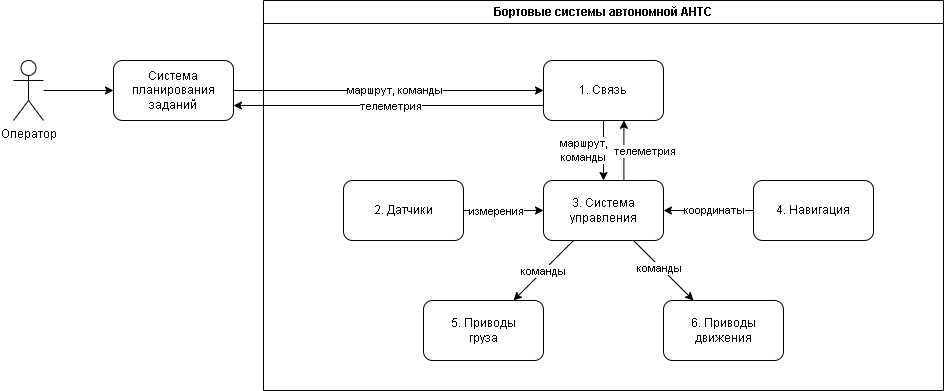 Бортовые системы автономной АНТС
Оператор
Система
планирования
заданий
маршрут, команды
телеметрия
1. Связь
маршрут,
команды
телеметрия
2. Датчики
измерения
3. Система
управления
координаты
4. Навигация
команды
команды
5. Приводы
груза
6. Приводы
движения